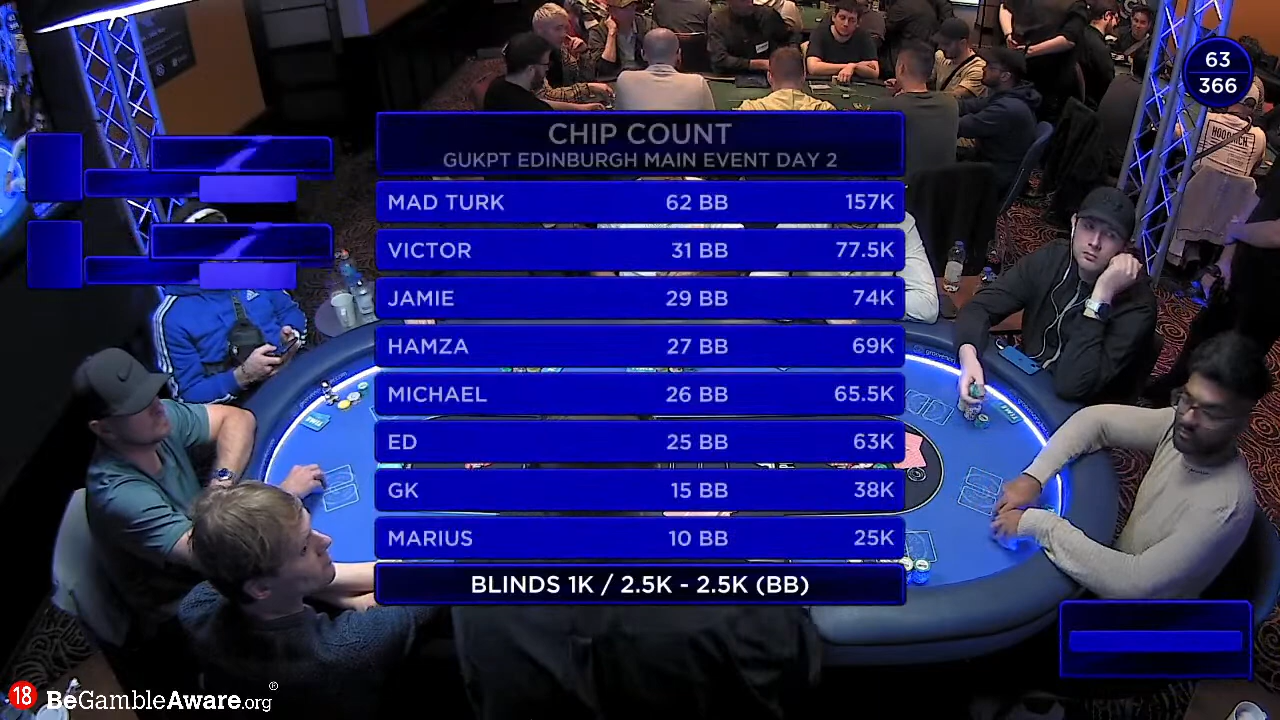 63
366
CHIP COUNT
GUKPT EDINBURGH MAIN EVENT DAY 2
MAD TURK 62 BB 157K
VICTOR 31 BB 77.5K
JAMIE 29 BB 74K
HAMZA 27 BB 69K
MICHAEL 26 BB 65.5K
ED 25 BB 63K
GK 15 BB 38K
MARIUS 10 BB 25K
BLINDS 1K / 2.5K - 2.5K (BB)
18 BeGambleAware.org®